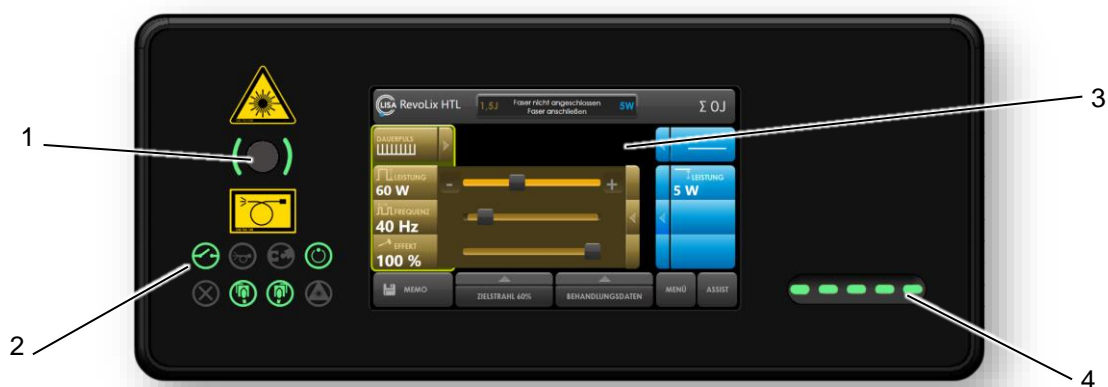 1
2
3
4
LISA RevoLix HTL
1,5J
Faser nicht angeschlossen
Faser anschließen
5W
Σ 0J
DAUERPULS
LEISTUNG
60 W
- +
FREQUENZ
40 Hz
EFFEKT
100 %
LEISTUNG
5 W
MEMO
ZIELSTRAHL 60%
BEHANDLUNGSDATEN
MENÜ
ASSIST